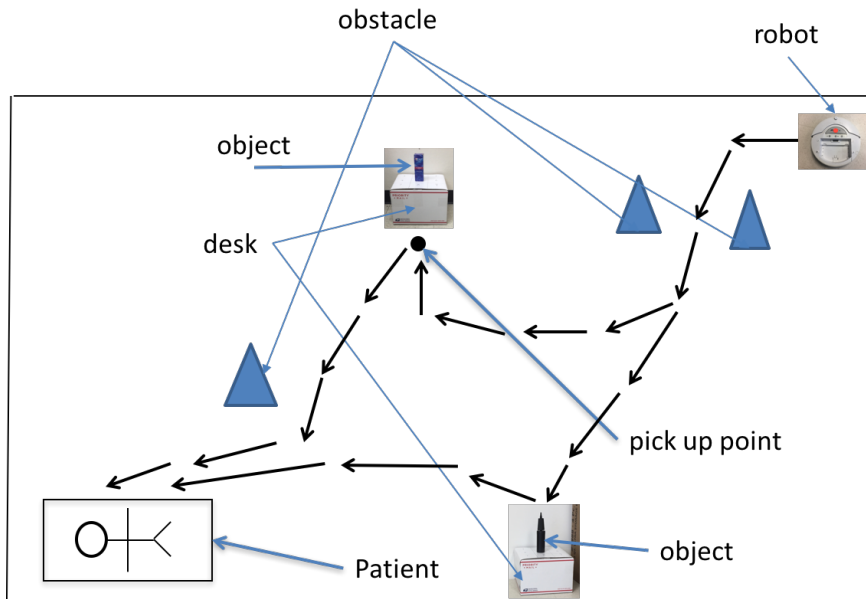 obstacle
robot
object
desk
pick up point
object
Patient